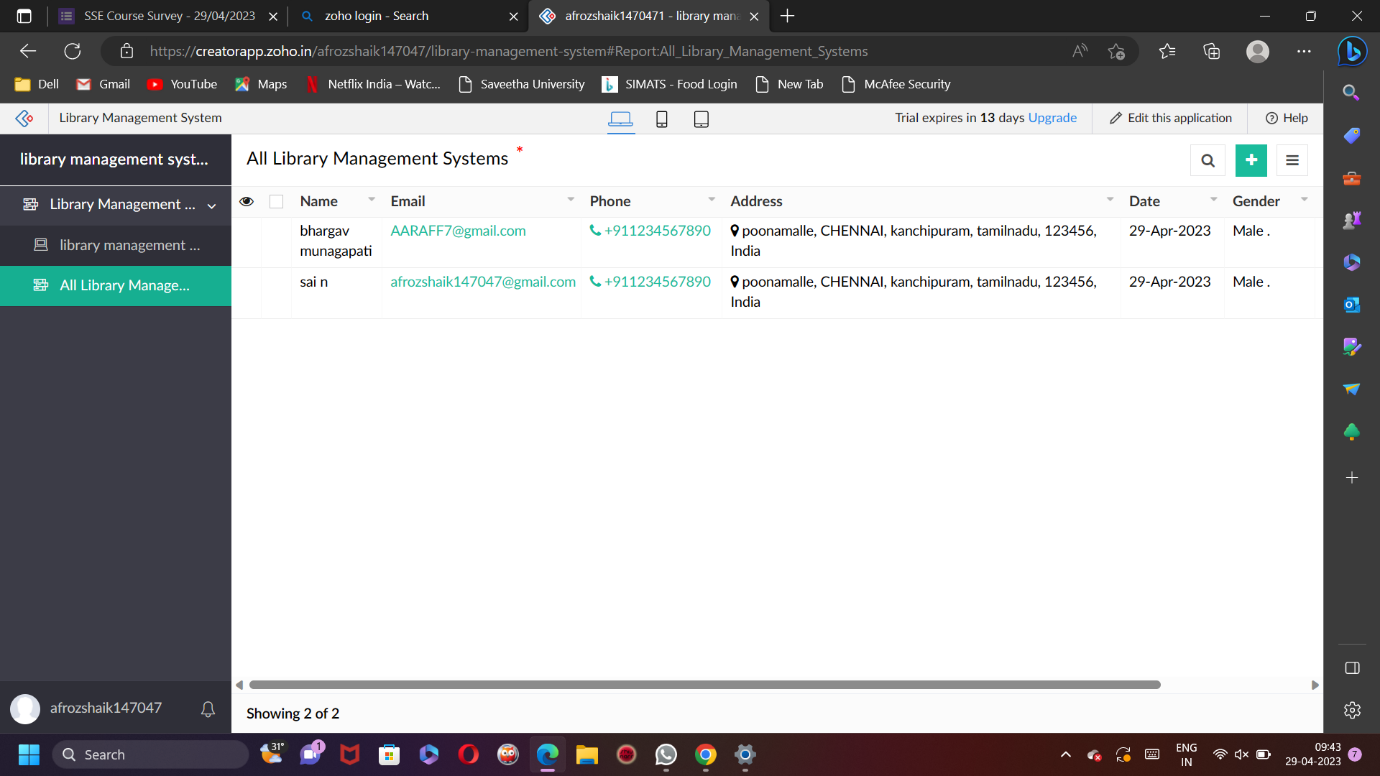 SSE Course Survey - 29/04/2023
zoho login - Search
afrozshaik1470471 - library man
https://creatorapp.zoho.in/afrozshaik147047/library-management-system#Report:All_Library_Management_Systems
Dell
Gmail
YouTube
Maps
Netflix India – Watc...
Saveetha University
SIMATS - Food Login
New Tab
McAfee Security
Library Management System
Trial expires in 13 days Upgrade
Edit this application
Help
library management syst...
All Library Management Systems *
Library Management ...
library management ...
All Library Manage...
Name Email Phone Address Date Gender
bhargav munagapati AARAFF7@gmail.com +911234567890 poonamalle, CHENNAI, kanchipuram, tamilnadu, 123456, India 29-Apr-2023 Male .
sai n afrozshaik147047@gmail.com +911234567890 poonamalle, CHENNAI, kanchipuram, tamilnadu, 123456, India 29-Apr-2023 Male .
afrozshaik147047
Showing 2 of 2
Search
31°
1
ENG
IN
09:43
29-04-2023
7